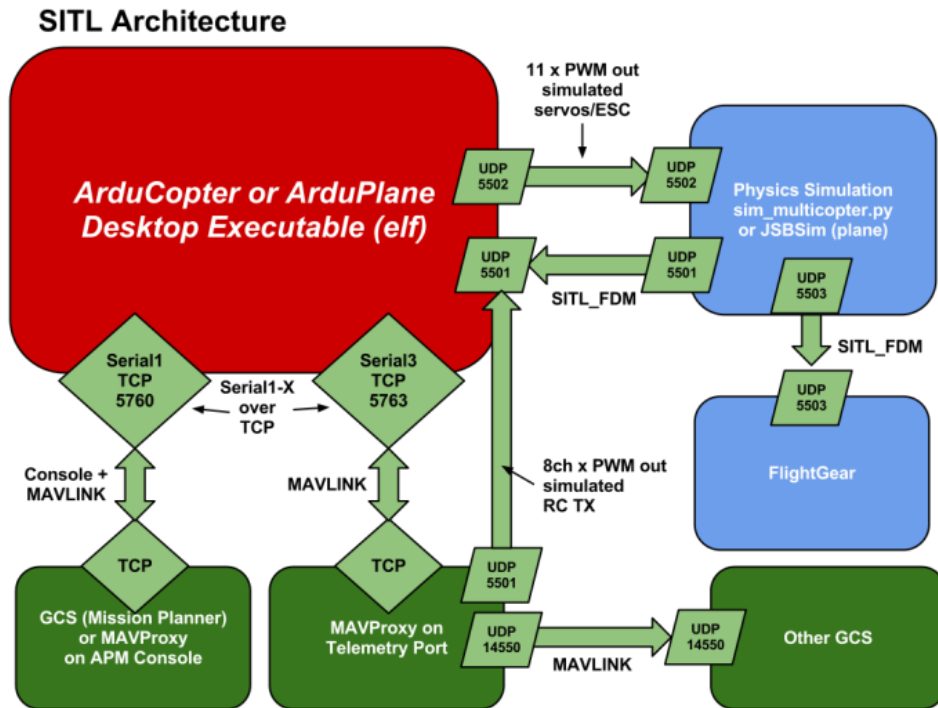 SITL Architecture
11 x PWM out
simulated
servos/ESC
ArduCopter or ArduPlane
Desktop Executable (elf)
UDP
5502
UDP
5502
Physics Simulation
sim_multicopter.py
or JSBSim (plane)
UDP
5501
UDP
5501
SITL_FDM
UDP
5503
SITL_FDM
UDP
5503
FlightGear
Serial1
TCP
5760
Serial1-X
over
TCP
Serial3
TCP
5763
Console +
MAVLINK
MAVLINK
8ch x PWM out
simulated
RC TX
TCP
GCS (Mission Planner)
or MAVProxy
on APM Console
TCP
MAVProxy on
Telemetry Port
UDP
5501
UDP
14550
MAVLINK
UDP
14550
Other GCS